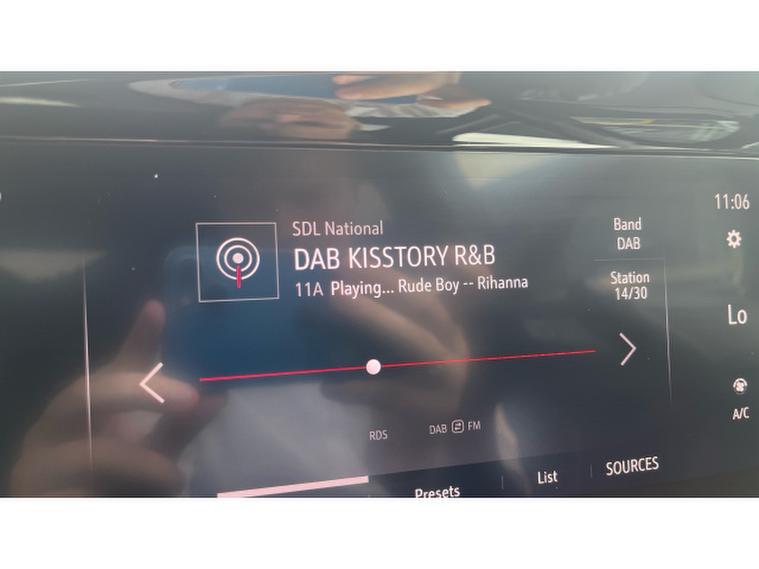 11:06
SDL National
DAB KISSTORY R&B
11A Playing... Rude Boy -- Rihanna
Band
DAB
Station
14/30
Lo
A/C
RDS
DAB FM
Presets
List
SOURCES